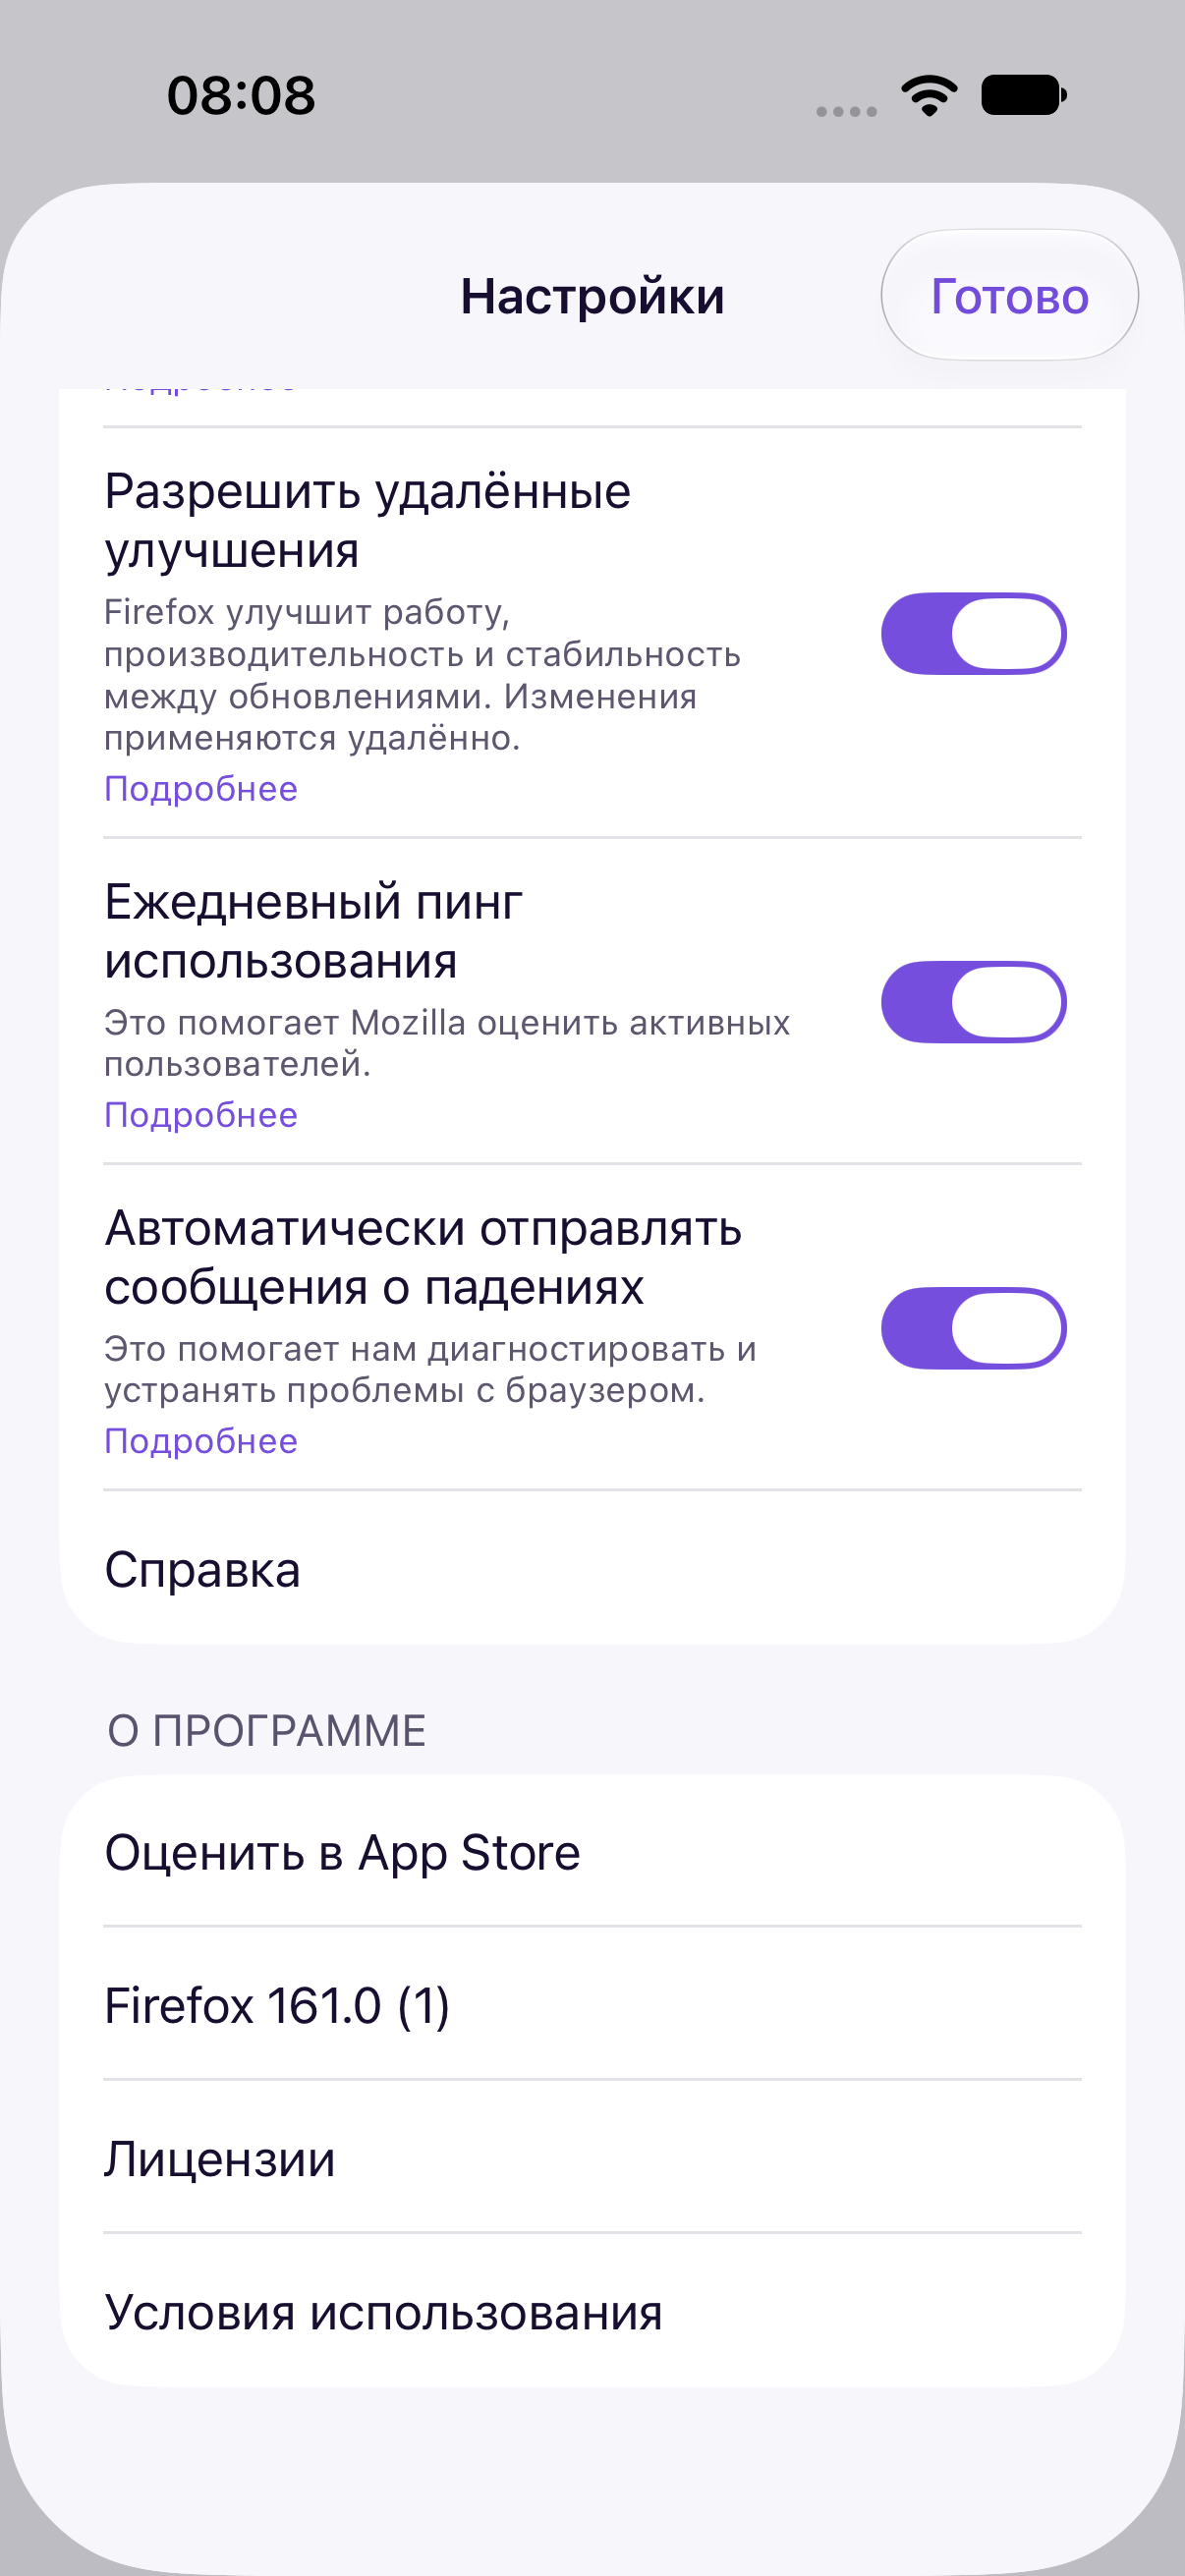 08:08
Настройки
Готово
Разрешить удалённые
улучшения
Firefox улучшит работу,
производительность и стабильность
между обновлениями. Изменения
применяются удалённо.
Подробнее
Ежедневный пинг
использования
Это помогает Mozilla оценить активных
пользователей.
Подробнее
Автоматически отправлять
сообщения о падениях
Это помогает нам диагностировать и
устранять проблемы с браузером.
Подробнее
Справка
О ПРОГРАММЕ
Оценить в App Store
Firefox 161.0 (1)
Лицензии
Условия использования